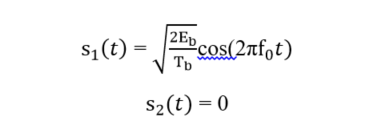 s₁(t) = √(2E_b/T_b) cos(2πf₀t)
s₂(t) = 0